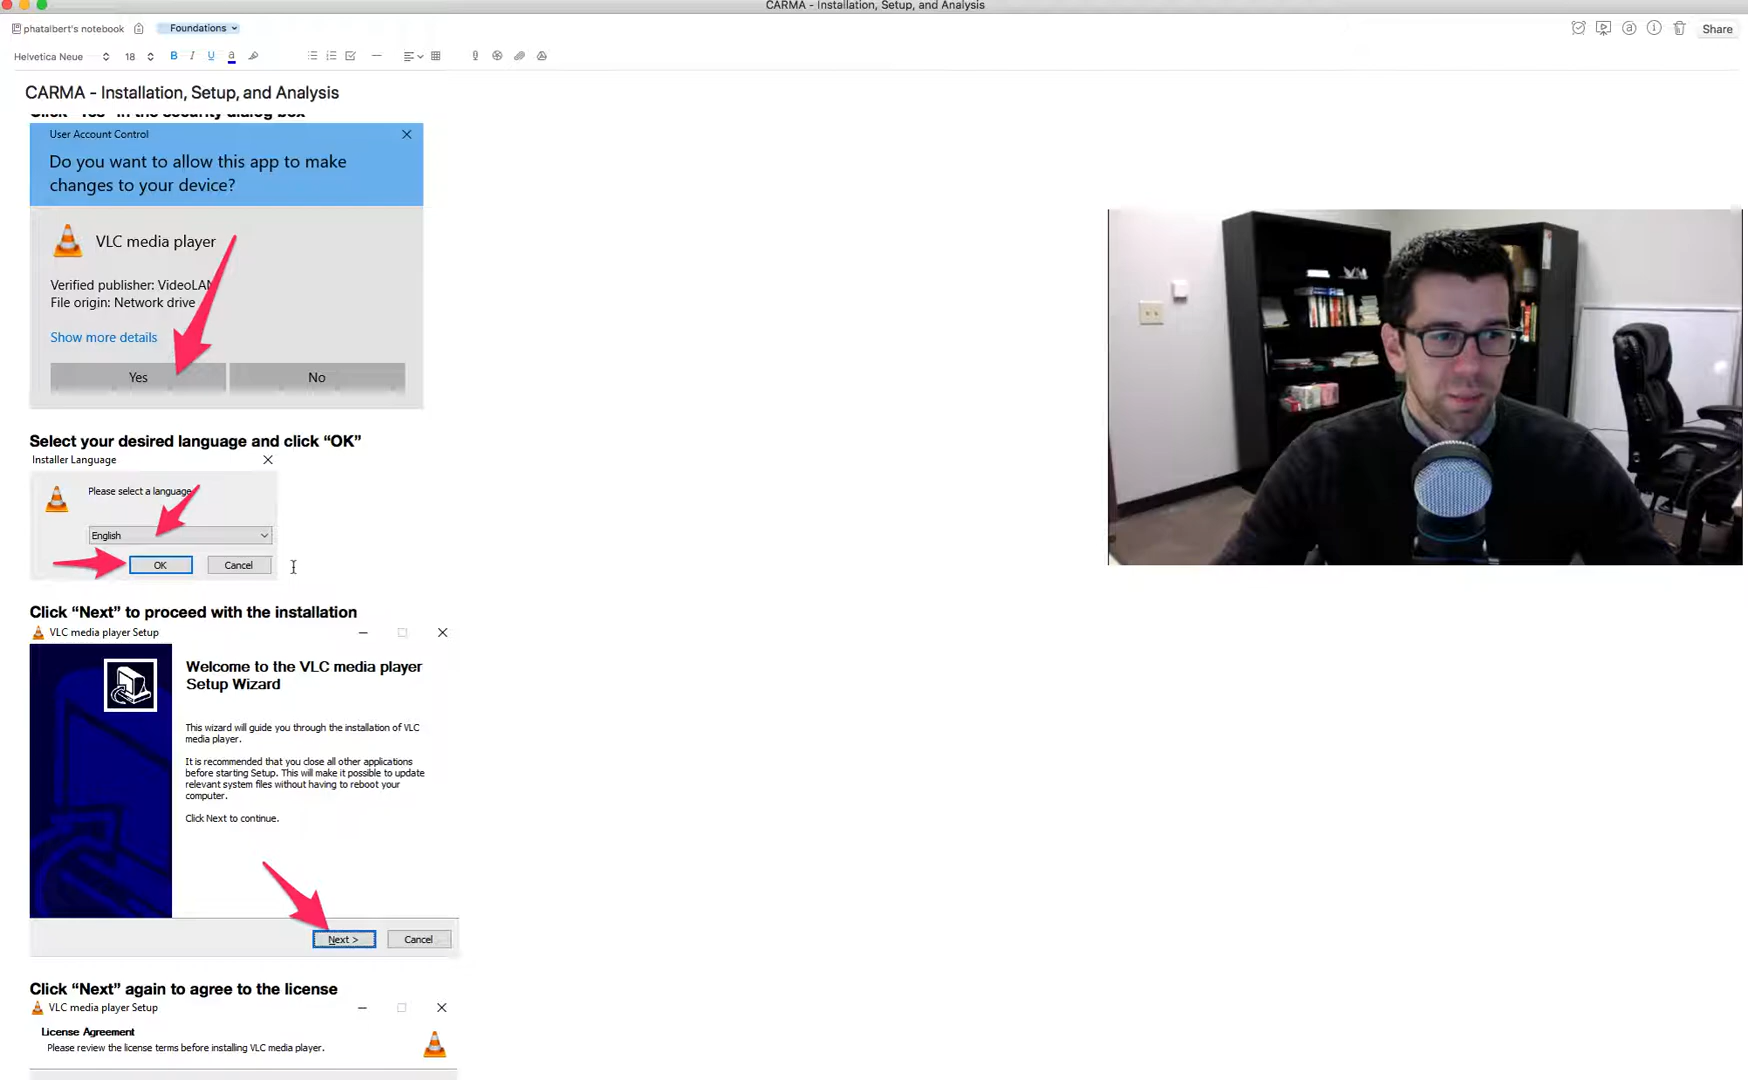 CARMA - Installation, Setup, and Analysis
phatalbert's notebook
Foundations
Share
Helvetica Neue
18
B I U a
CARMA - Installation, Setup, and Analysis
Click "Yes" in the security dialog box
User Account Control
Do you want to allow this app to make
changes to your device?
VLC media player
Verified publisher: VideoLAN
File origin: Network drive
Show more details
Yes
No
Select your desired language and click “OK”
Installer Language
Please select a language.
English
OK
Cancel
Click “Next” to proceed with the installation
VLC media player Setup
Welcome to the VLC media player
Setup Wizard
This wizard will guide you through the installation of VLC
media player.
It is recommended that you close all other applications
before starting Setup. This will make it possible to update
relevant system files without having to reboot your
computer.
Click Next to continue.
Next >
Cancel
Click “Next” again to agree to the license
VLC media player Setup
License Agreement
Please review the license terms before installing VLC media player.